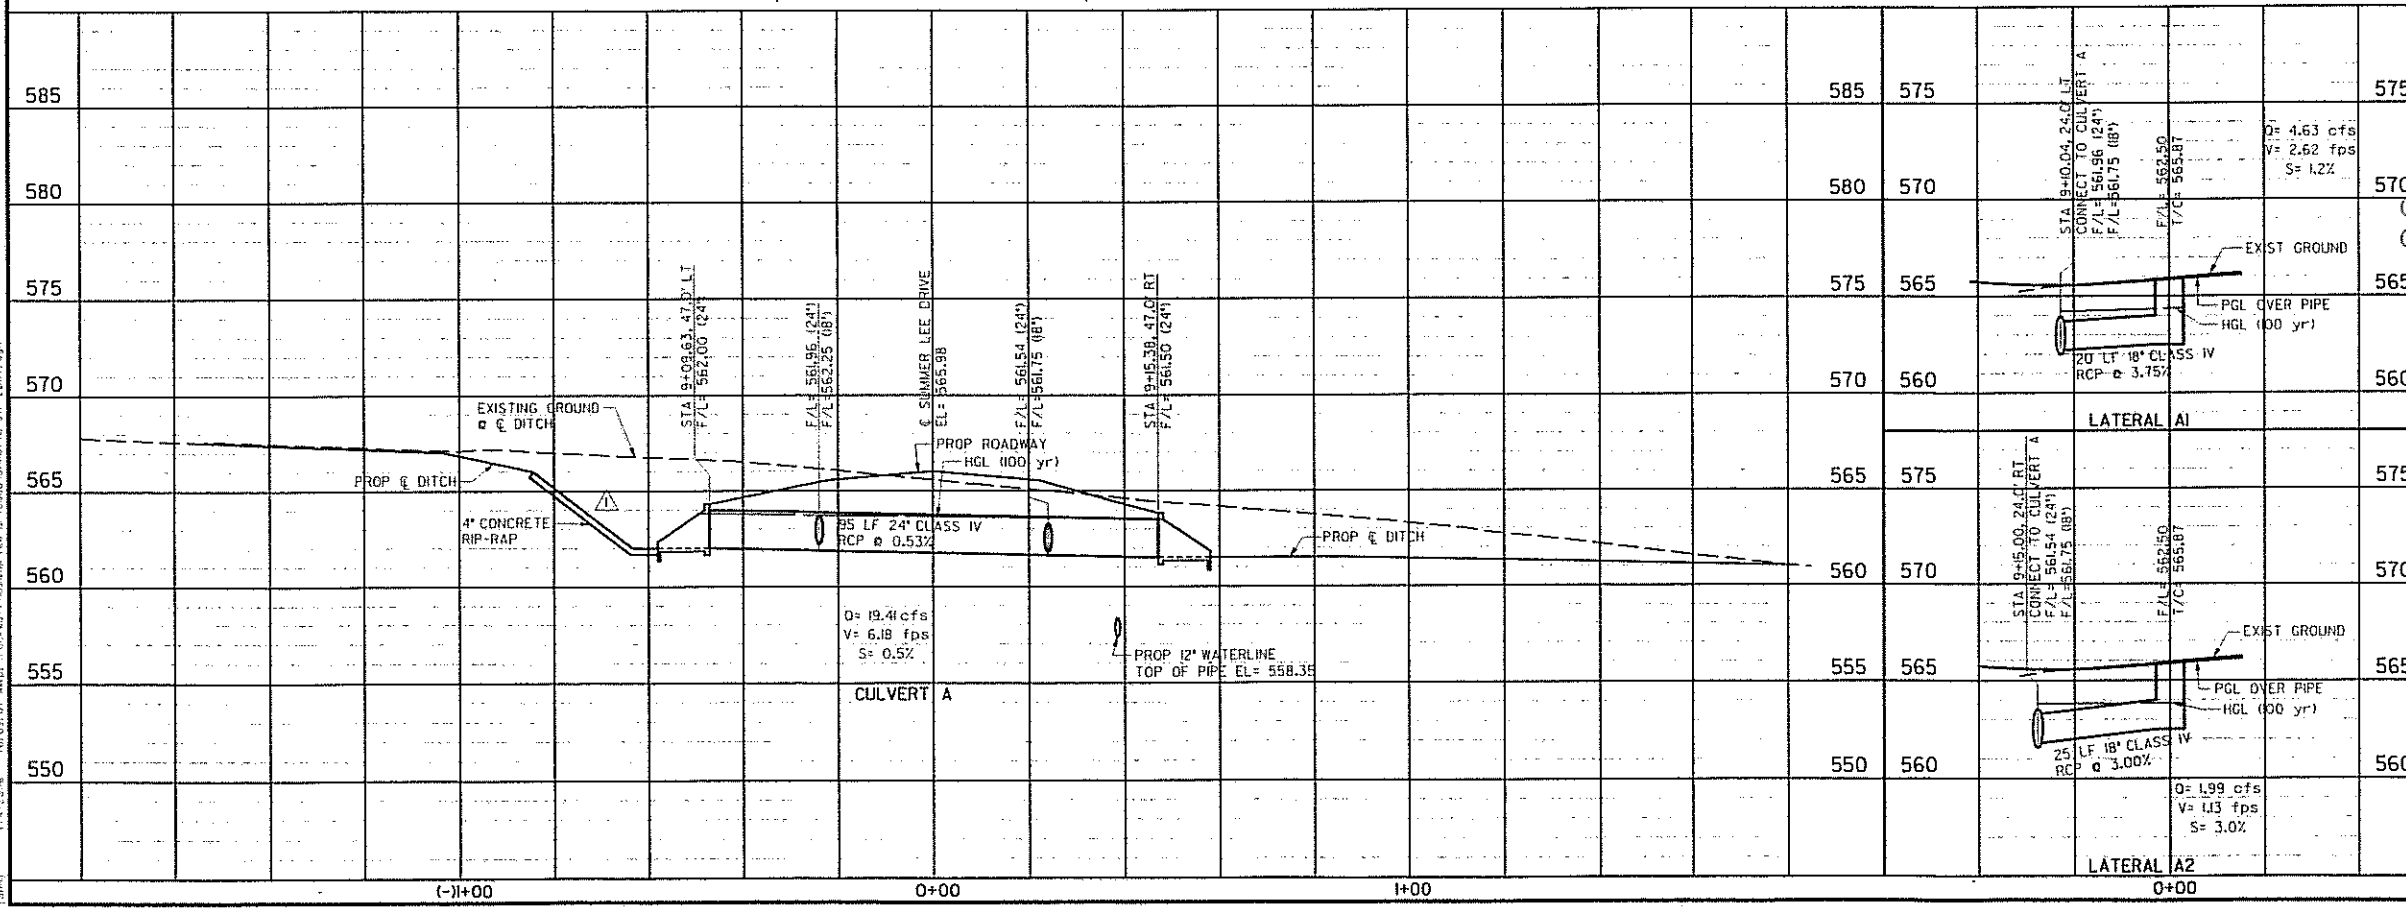 585
580
575
570
565
560
555
550
EXISTING GROUND
@ ℄ DITCH
PROP ℄ DITCH
4" CONCRETE
RIP-RAP
STA 9+09.63, 47.0' LT
F/L= 562.00 (24")
F/L= 561.96 (24")
F/L=562.25 (18")
℄ SUMMER LEE DRIVE
EL= 565.98
F/L= 561.54 (24")
F/L=561.75 (18")
STA 9+15.38, 47.0' RT
F/L= 561.50 (24")
PROP ROADWAY
HGL (100 yr)
95 LF 24" CLASS IV
RCP @ 0.53%
PROP ℄ DITCH
Q= 19.41 cfs
V= 6.18 fps
S= 0.5%
PROP 12" WATERLINE
TOP OF PIPE EL= 558.35
CULVERT A
(-)1+00
0+00
1+00
585
580
575
570
565
560
555
550
575
570
565
560
STA 9+10.04, 24.0' LT
CONNECT TO CULVERT A
F/L= 561.96 (24")
F/L=561.75 (18")
F/L= 562.50
T/C= 565.87
Q= 4.63 cfs
V= 2.62 fps
S= 1.2%
EXIST GROUND
PGL OVER PIPE
HGL (100 yr)
20 LF 18" CLASS IV
RCP @ 3.75%
LATERAL A1
575
570
565
560
575
570
565
560
STA 9+15.00, 24.0' RT
CONNECT TO CULVERT A
F/L= 561.54 (24")
F/L=561.75 (18")
F/L= 562.50
T/C= 565.87
EXIST GROUND
PGL OVER PIPE
HGL (100 yr)
25 LF 18" CLASS IV
RCP @ 3.00%
Q= 1.99 cfs
V= 1.13 fps
S= 3.0%
LATERAL A2
0+00
575
570
565
560